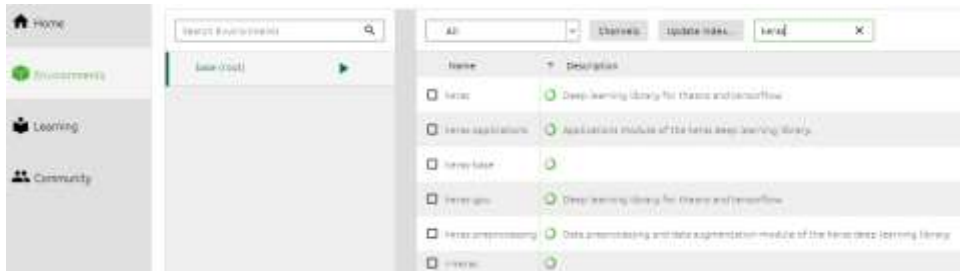 Home
Environments
Learning
Community
Search Environments
base (root)
All
Channels
Update index...
keras
Name
Description
keras
Deep learning library for theano and tensorflow
keras-applications
Applications module of the keras deep learning library.
keras-base
keras-gpu
Deep learning library for theano and tensorflow
keras-preprocessing
Data preprocessing and data augmentation module of the keras deep learning library
r-keras